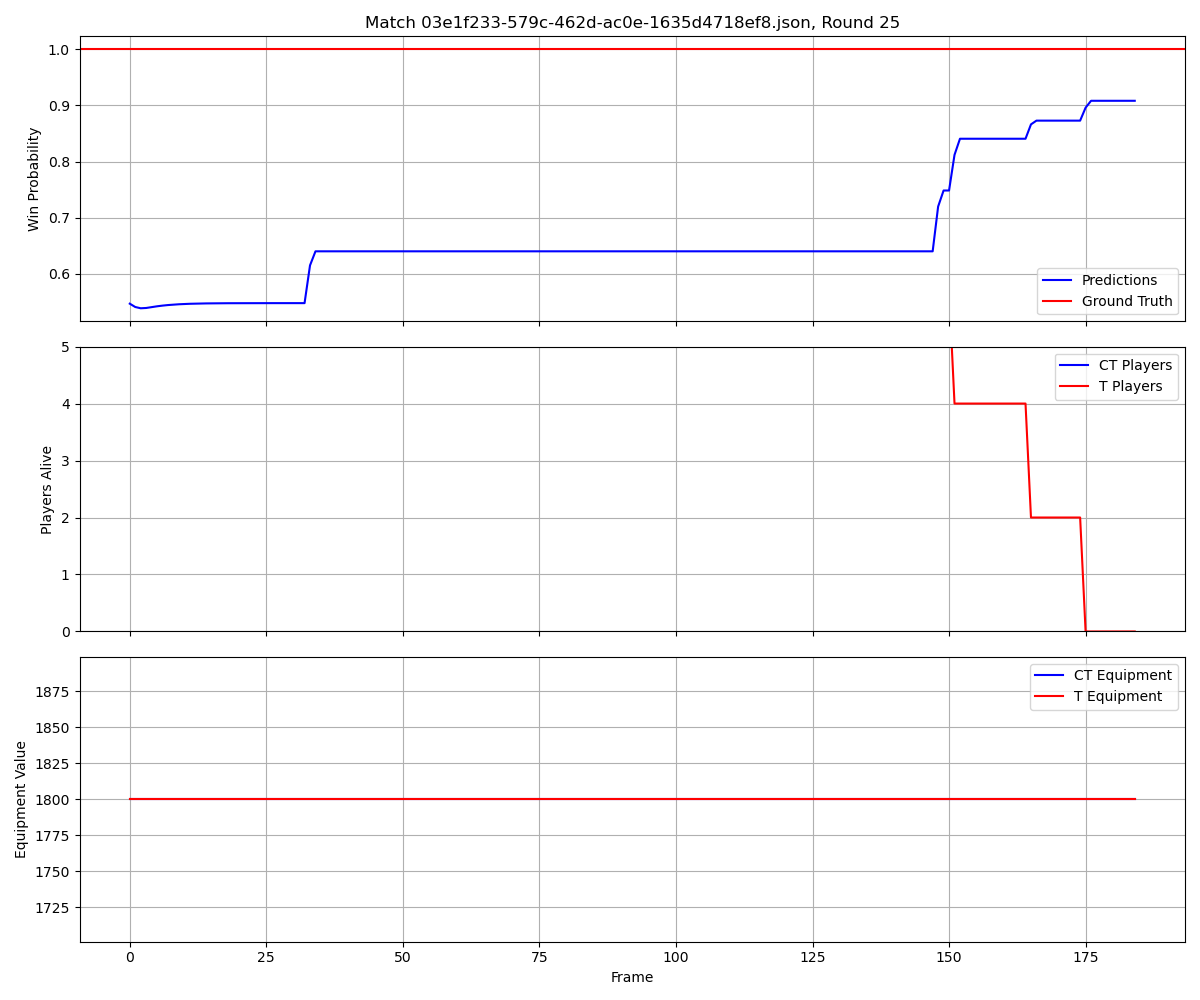 Match 03e1f233-579c-462d-ac0e-1635d4718ef8.json, Round 25
1.0
0.9
0.8
0.7
0.6
Win Probability
Predictions
Ground Truth
5
4
3
2
1
0
Players Alive
CT Players
T Players
1875
1850
1825
1800
1775
1750
1725
Equipment Value
CT Equipment
T Equipment
0 25 50 75 100 125 150 175
Frame